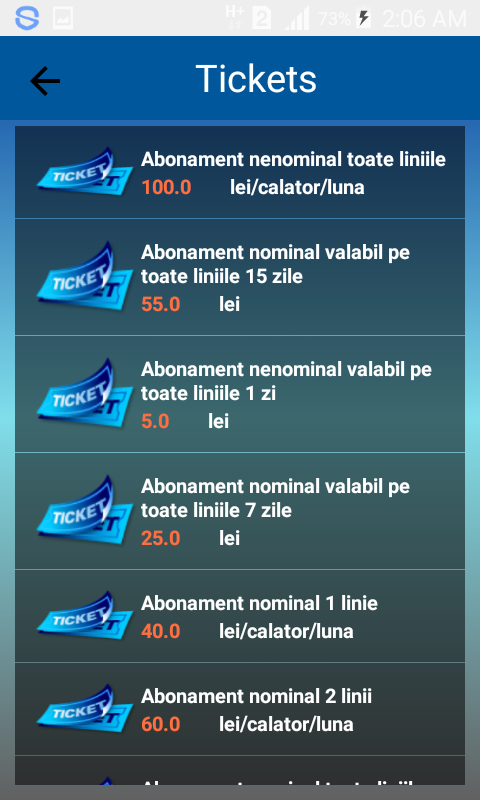 H+
2
73%
2:06 AM
Tickets
TICKET
Abonament nenominal toate liniile
100.0 lei/calator/luna
TICKET
Abonament nominal valabil pe
toate liniile 15 zile
55.0 lei
TICKET
Abonament nenominal valabil pe
toate liniile 1 zi
5.0 lei
TICKET
Abonament nominal valabil pe
toate liniile 7 zile
25.0 lei
TICKET
Abonament nominal 1 linie
40.0 lei/calator/luna
TICKET
Abonament nominal 2 linii
60.0 lei/calator/luna